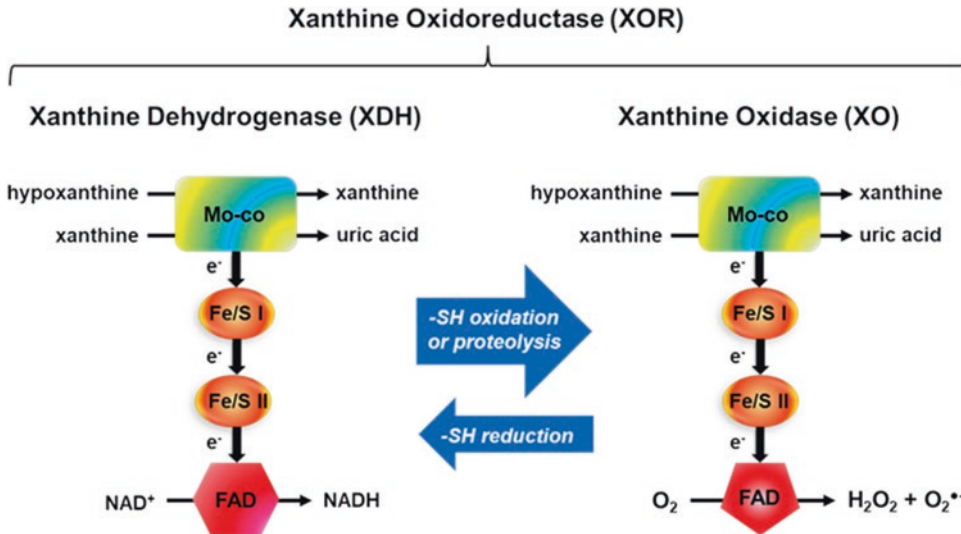 Xanthine Oxidoreductase (XOR)
Xanthine Dehydrogenase (XDH)
Xanthine Oxidase (XO)
hypoxanthine
xanthine
xanthine
uric acid
Mo-co
e-
Fe/S I
e-
Fe/S II
e-
NAD⁺
FAD
NADH
-SH oxidation
or proteolysis
-SH reduction
hypoxanthine
xanthine
xanthine
uric acid
Mo-co
e-
Fe/S I
e-
Fe/S II
e-
O₂
FAD
H₂O₂ + O₂•-